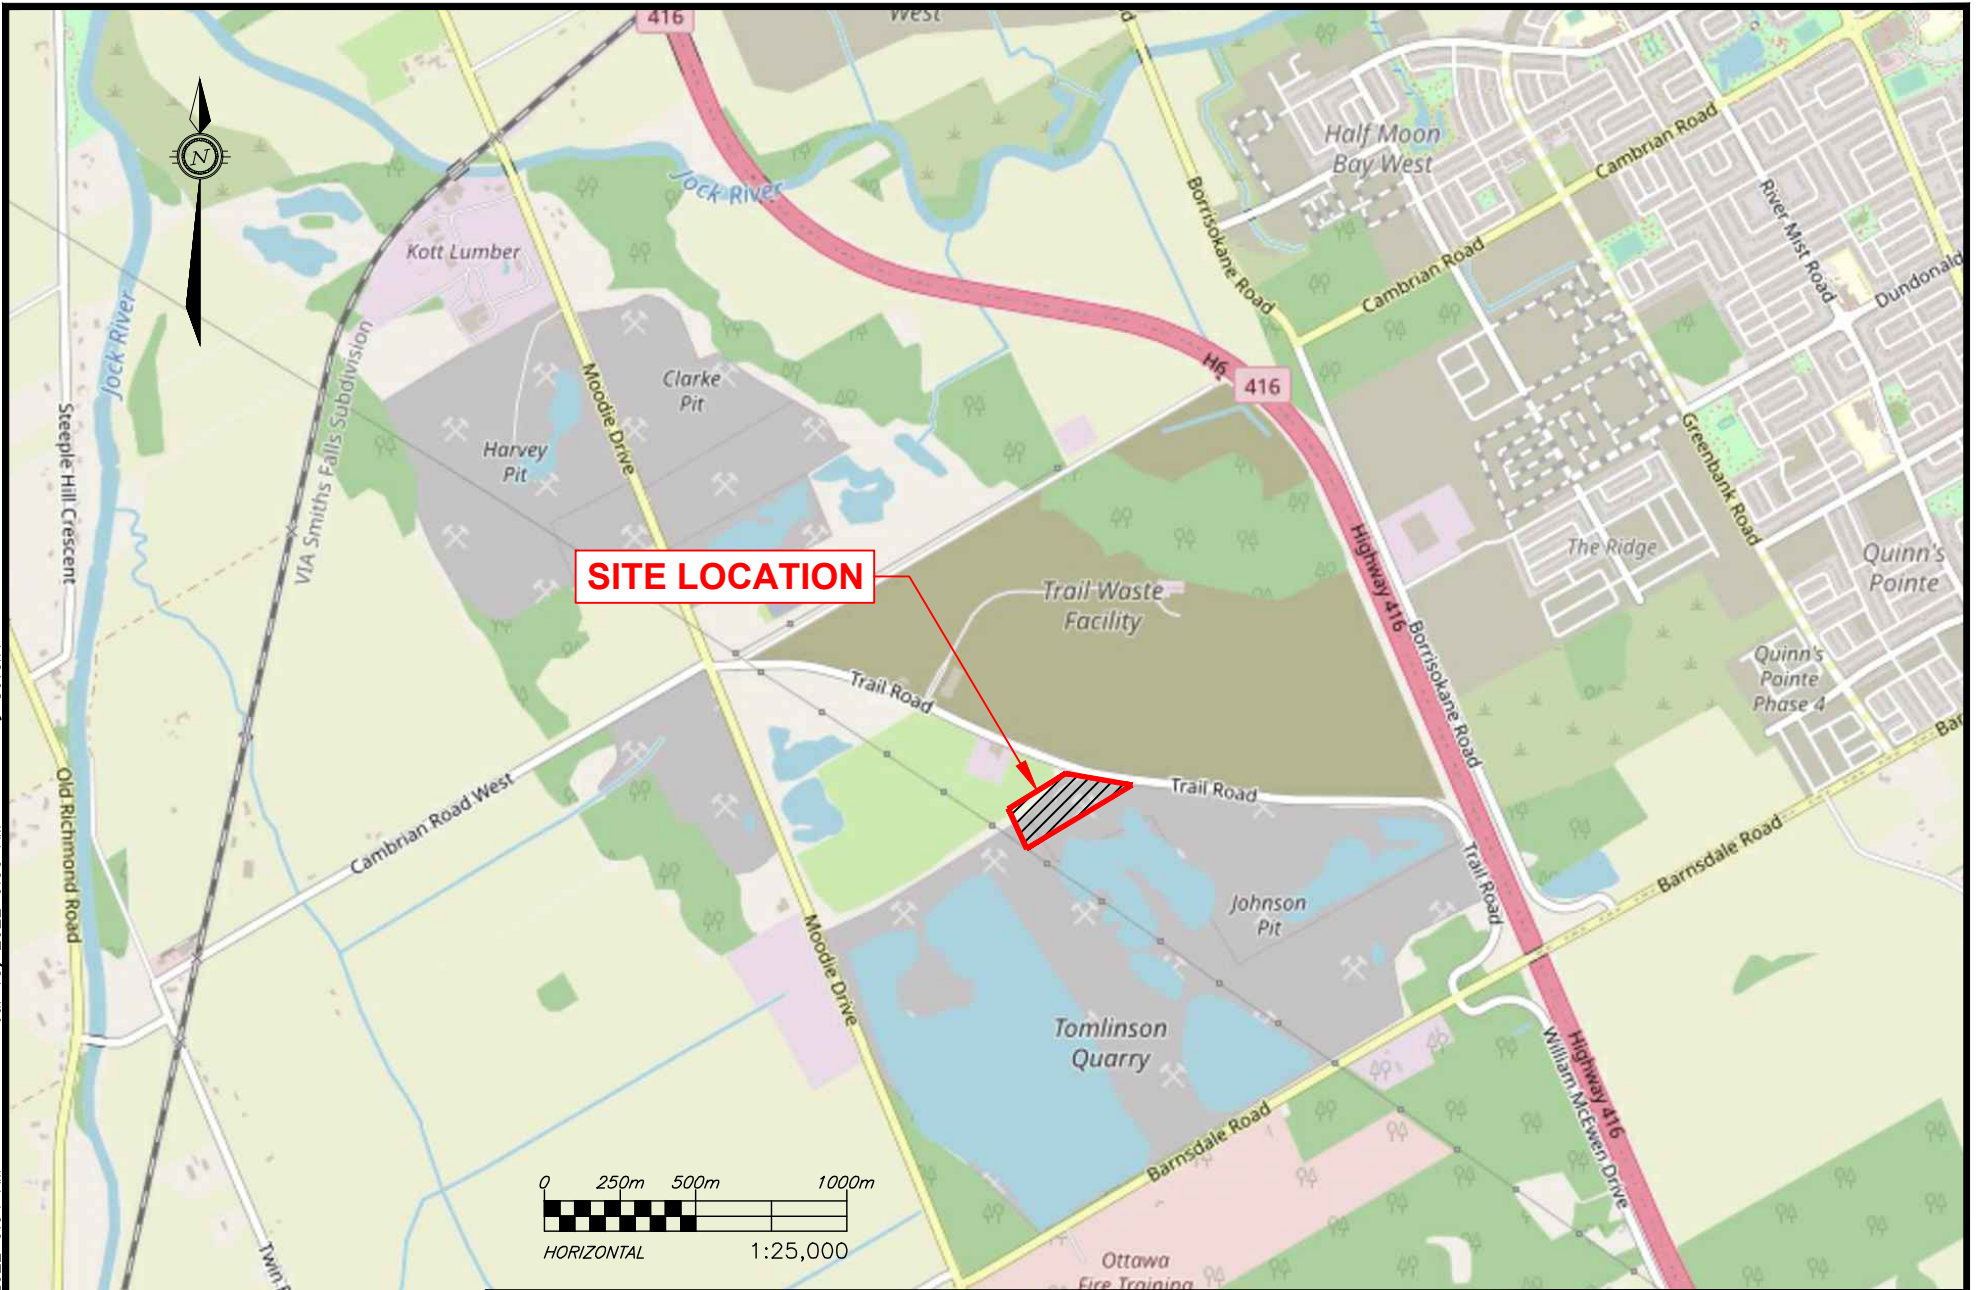 416
West
N
Half Moon
Bay West
Cambrian Road
River Mist Road
Dundonald
Jock River
Borrisokane Road
Cambrian Road
Kott Lumber
Jock River
VIA Smiths Falls Subdivision
Steeple Hill Crescent
Moodie Drive
Clarke
Pit
Harvey
Pit
H6
416
Greenbank Road
Highway 416
The Ridge
Quinn's
Pointe
SITE LOCATION
Trail Waste
Facility
Borrisokane Road
Quinn's
Pointe
Phase 4
Trail Road
Trail Road
Old Richmond Road
Cambrian Road West
Barnsdale Road
Trail Road
Johnson
Pit
Moodie Drive
Tomlinson
Quarry
Highway 416
William McEwen Drive
Barnsdale Road
0 250m 500m 1000m
HORIZONTAL 1:25,000
Ottawa
Fire Training